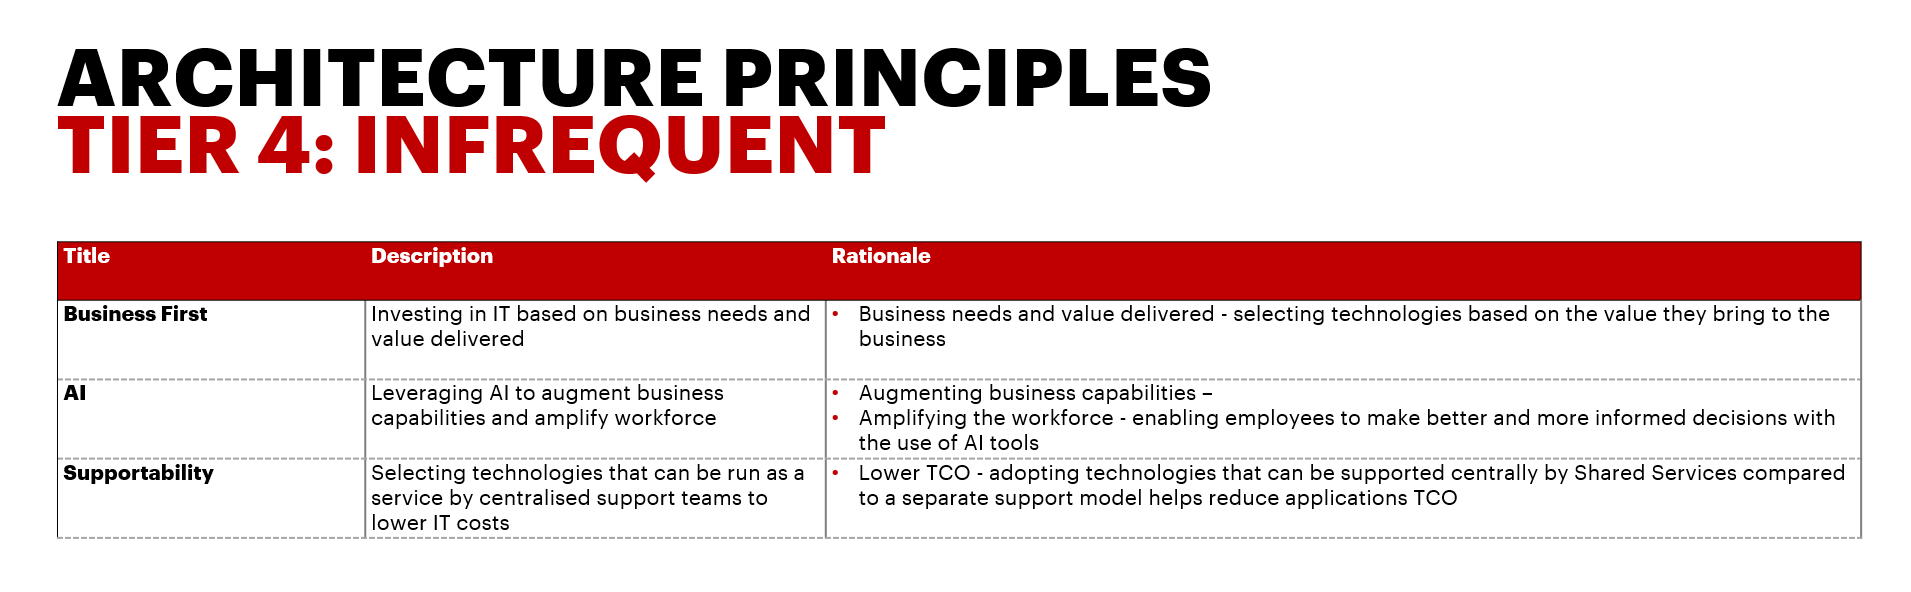 ARCHITECTURE PRINCIPLES
TIER 4: INFREQUENT
Title Description Rationale
Business First
Investing in IT based on business needs and
value delivered
• Business needs and value delivered - selecting technologies based on the value they bring to the
business
AI
Leveraging AI to augment business
capabilities and amplify workforce
• Augmenting business capabilities –
• Amplifying the workforce - enabling employees to make better and more informed decisions with
the use of AI tools
Supportability
Selecting technologies that can be run as a
service by centralised support teams to
lower IT costs
• Lower TCO - adopting technologies that can be supported centrally by Shared Services compared
to a separate support model helps reduce applications TCO